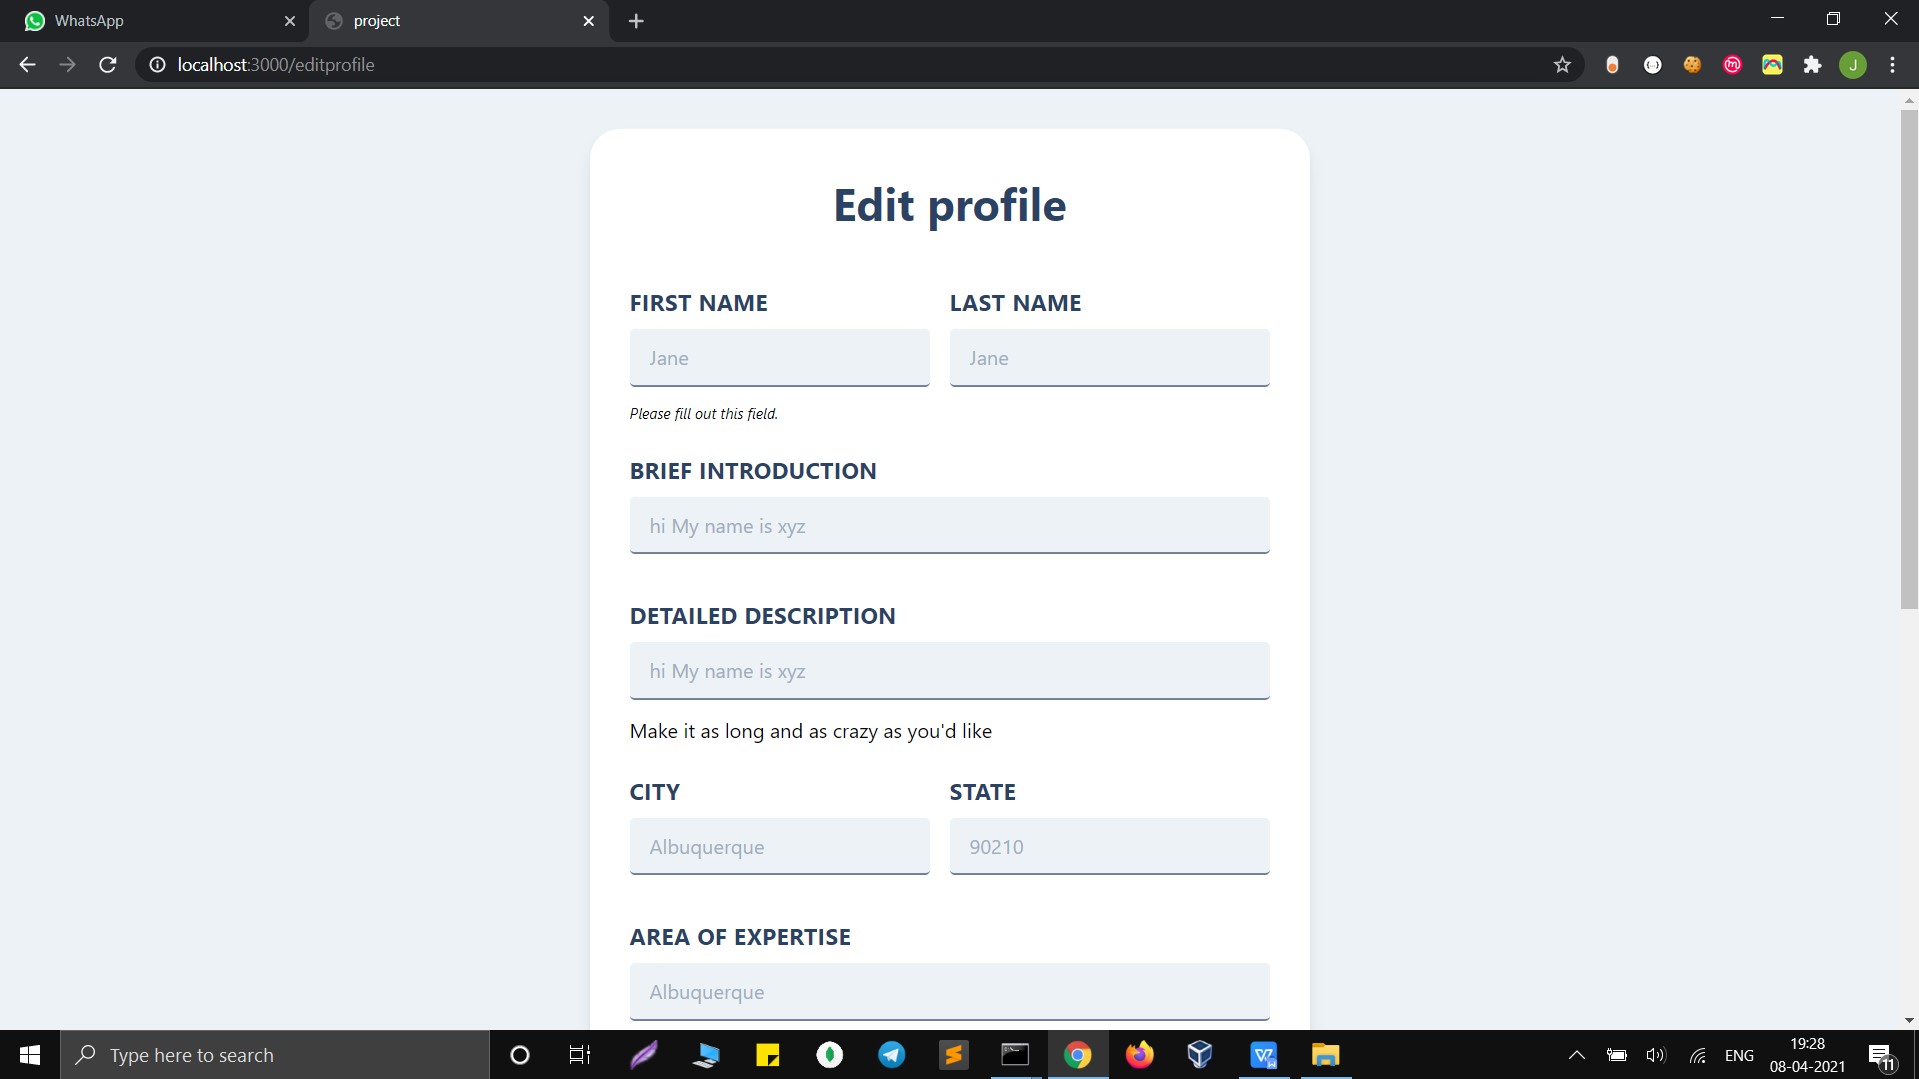 WhatsApp
project
localhost:3000/editprofile
J
Edit profile
FIRST NAME LAST NAME
Jane Jane
Please fill out this field.
BRIEF INTRODUCTION
hi My name is xyz
DETAILED DESCRIPTION
hi My name is xyz
Make it as long and as crazy as you'd like
CITY STATE
Albuquerque 90210
AREA OF EXPERTISE
Albuquerque
Type here to search
ENG
19:28
08-04-2021
11